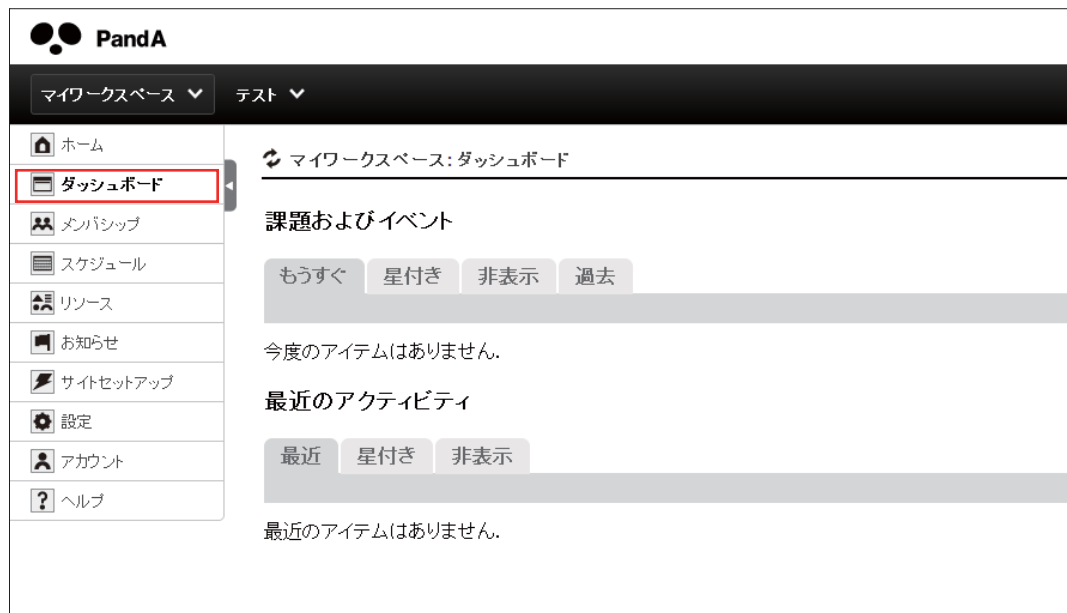 PandA
マイワークスペース テスト
ホーム
ダッシュボード
メンバシップ
スケジュール
リソース
お知らせ
サイトセットアップ
設定
アカウント
? ヘルプ
マイワークスペース: ダッシュボード
課題およびイベント
もうすぐ 星付き 非表示 過去
今度のアイテムはありません.
最近のアクティビティ
最近 星付き 非表示
最近のアイテムはありません.